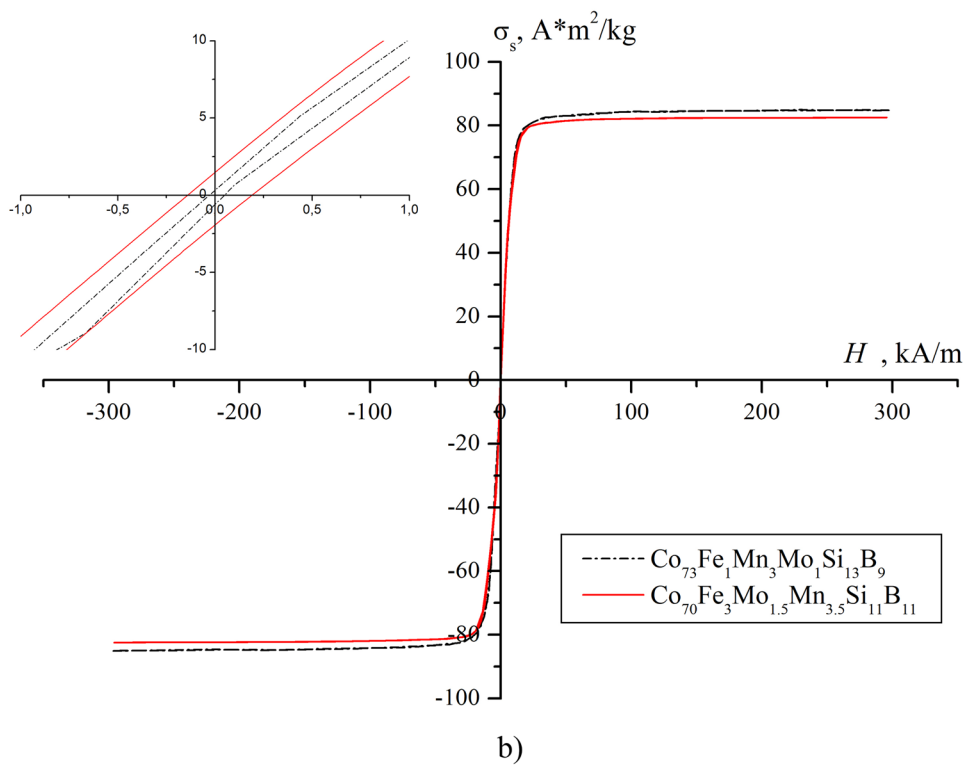 σs, A*m2/kg
10
5
0
-1,0 -0,5 0,0 0,5 1,0
-5
-10
100
80
60
40
20
0
H , kA/m
-300 -200 -100 0 100 200 300
-20
-40
-60
-80
-100
Co73Fe1Mn3Mo1Si13B9
Co70Fe3Mo1.5Mn3.5Si11B11
b)